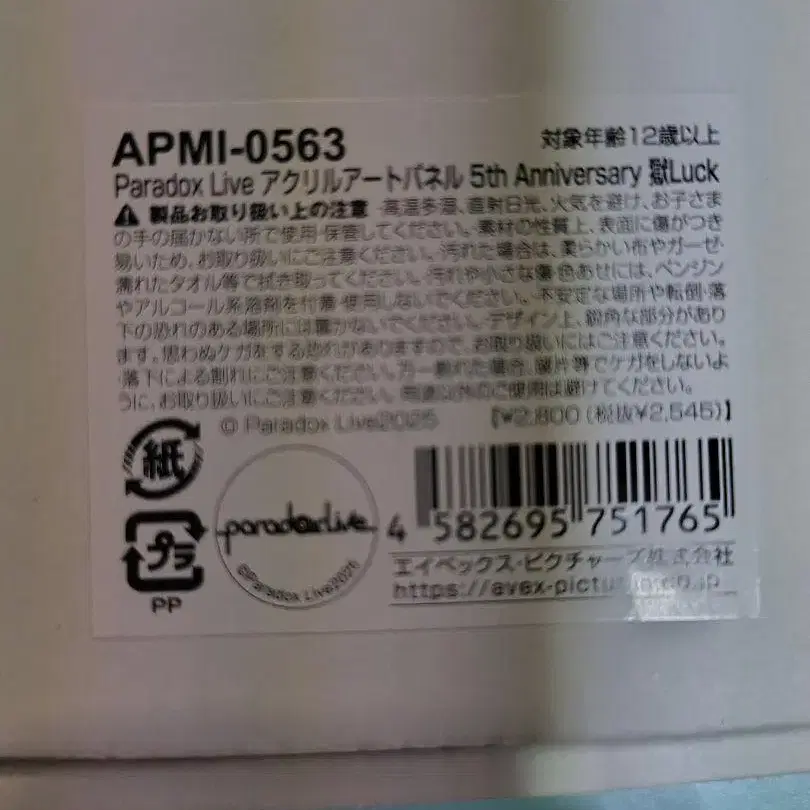 APMI-0563
対象年齢12歳以上
Paradox Live アクリルアートパネル 5th Anniversary 獄Luck
製品お取り扱い上の注意 ・高温多湿、直射日光、火気を避け、お子さま
の手の届かない所で使用・保管してください。・素材の性質上、表面に傷がつき
易いため、お取り扱いにご注意ください。・汚れた場合は、柔らかい布やガーゼ・
濡れたタオル等で拭き取ってください。・汚れや小さな傷・色あせには、ベンジン
やアルコール系溶剤を付着・使用しないでください。・不安定な場所や転倒・落
下の恐れのある場所には置かないでください。・デザイン上、鋭角な部分があり
ます。思わぬケガをする恐れがありますので、お取り扱いにはご注意ください。
・落下による割れにご注意ください。万一割れた場合、破片等でケガをしないよ
うに、お取り扱いください。・用途以外のご使用は避けてください。
© Paradox Live2025
【¥2,800 (税抜¥2,545)】
紙
プラ
PP
paradoxlive
©Paradox Live2025
4 582695 751765
エイベックス・ピクチャーズ株式会社